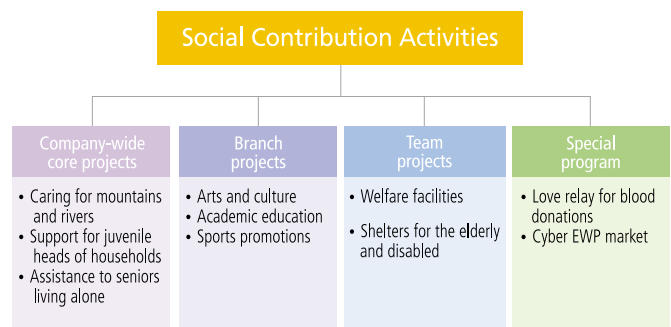 Social Contribution Activities
Company-wide
core projects
• Caring for mountains
and rivers
• Support for juvenile
heads of households
• Assistance to seniors
living alone
Branch
projects
• Arts and culture
• Academic education
• Sports promotions
Team
projects
• Welfare facilities
• Shelters for the elderly
and disabled
Special
program
• Love relay for blood
donations
• Cyber EWP market